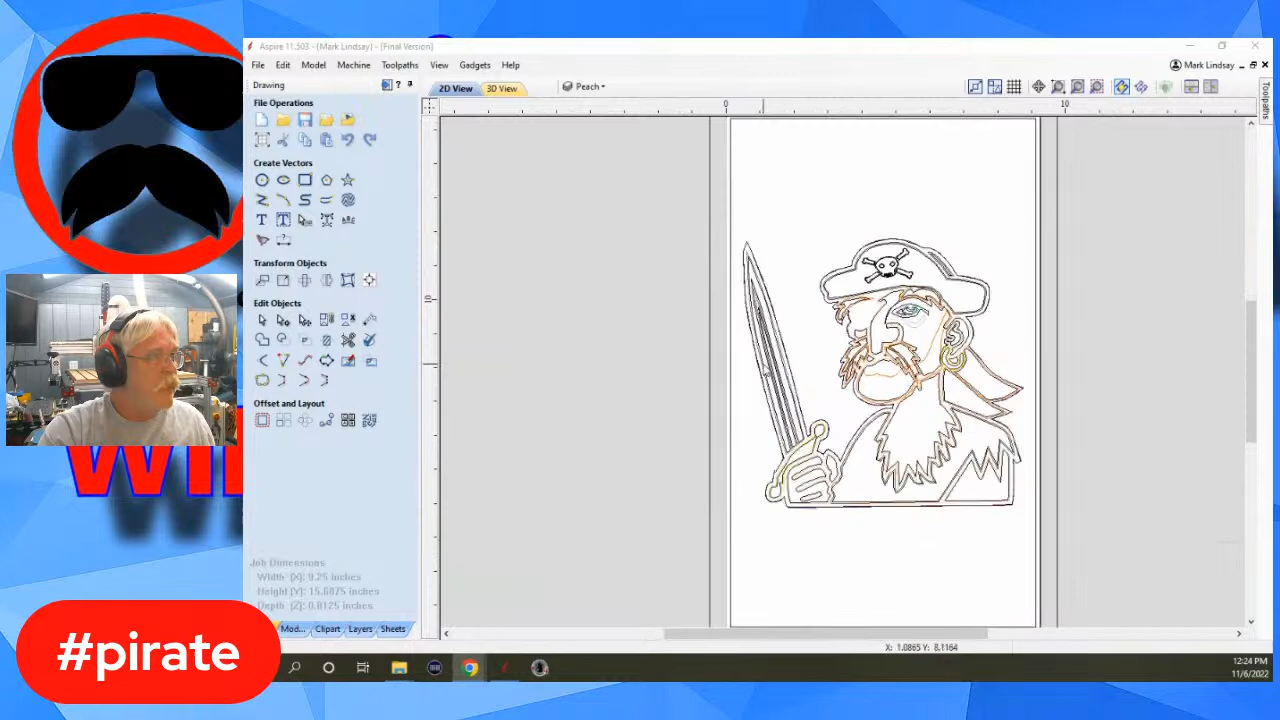 Aspire 11.503 - {Mark Lindsay} - {Final Version}
File Edit Model Machine Toolpaths View Gadgets Help
Mark Lindsay
Drawing
2D View
3D View
Peach
File Operations
0
10
Toolpaths
Create Vectors
Transform Objects
10
Edit Objects
Offset and Layout
Job Dimensions
Width (X): 9.25 inches
Height (Y): 15.6875 inches
Depth (Z): 0.8125 inches
Mod... Clipart Layers Sheets
X: 1.0865 Y: 8.1164
#pirate
12:24 PM
11/6/2022